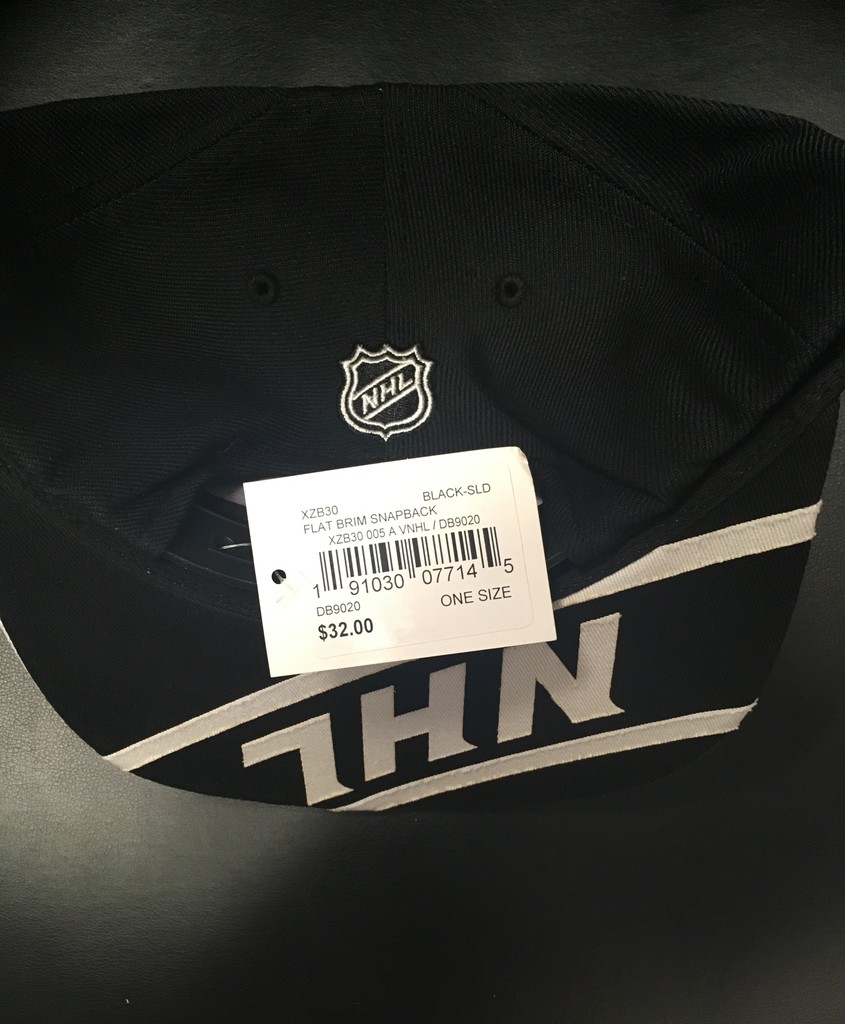 NHL
XZB30 BLACK-SLD
FLAT BRIM SNAPBACK
XZB30 005 A VNHL / DB9020
1 91030 07714 5
DB9020 ONE SIZE
$32.00
NHL